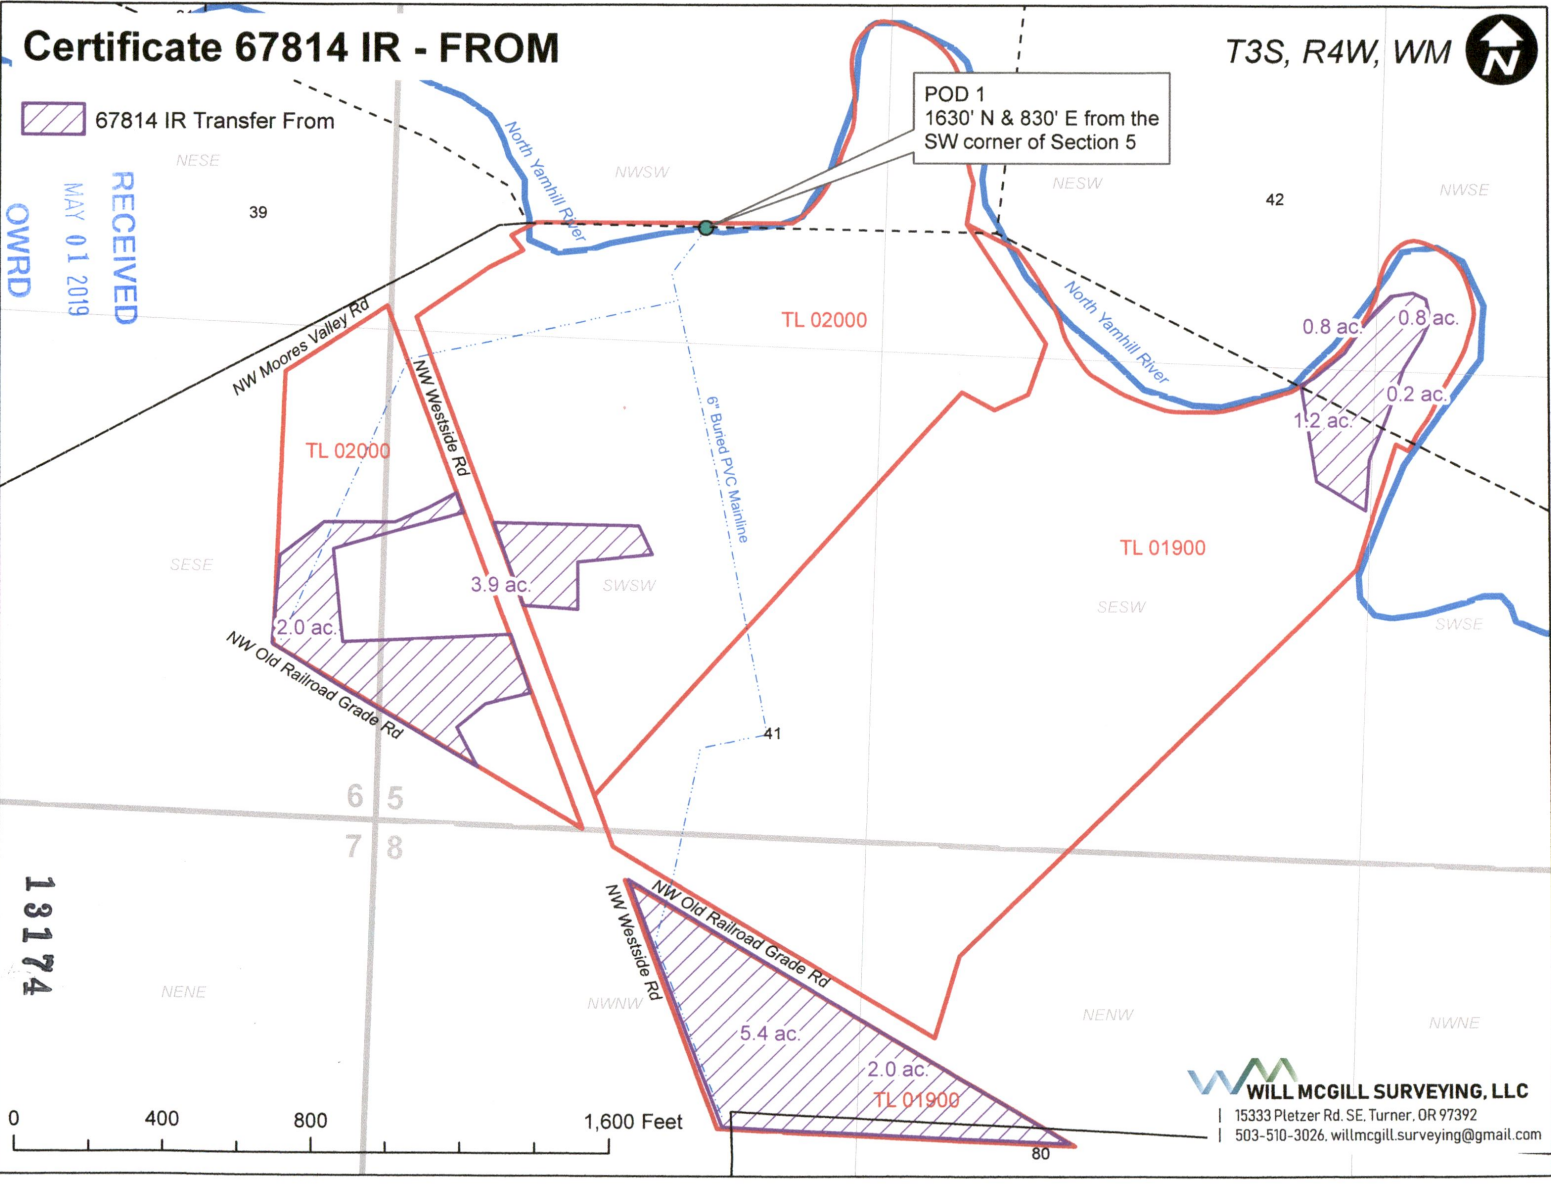 Certificate 67814 IR - FROM
T3S, R4W, WM
N
67814 IR Transfer From
POD 1
1630' N & 830' E from the
SW corner of Section 5
NESE
NWSW
NESW
NWSE
39
42
RECEIVED
MAY 01 2019
OWRD
North Yamhill River
North Yamhill River
NW Moores Valley Rd
TL 02000
0.8 ac.
0.8 ac.
0.2 ac.
1.2 ac.
NW Westside Rd
6" Buried PVC Mainline
TL 02000
TL 01900
SESE
3.9 ac.
SWSW
SESW
SWSE
2.0 ac.
NW Old Railroad Grade Rd
41
6 5
7 8
13174
NW Old Railroad Grade Rd
NW Westside Rd
NENE
NWNW
NENW
NWNE
5.4 ac.
2.0 ac.
TL 01900
80
0 400 800 1,600 Feet
WM
WILL MCGILL SURVEYING, LLC
15333 Pletzer Rd. SE, Turner, OR 97392
503-510-3026, willmcgill.surveying@gmail.com